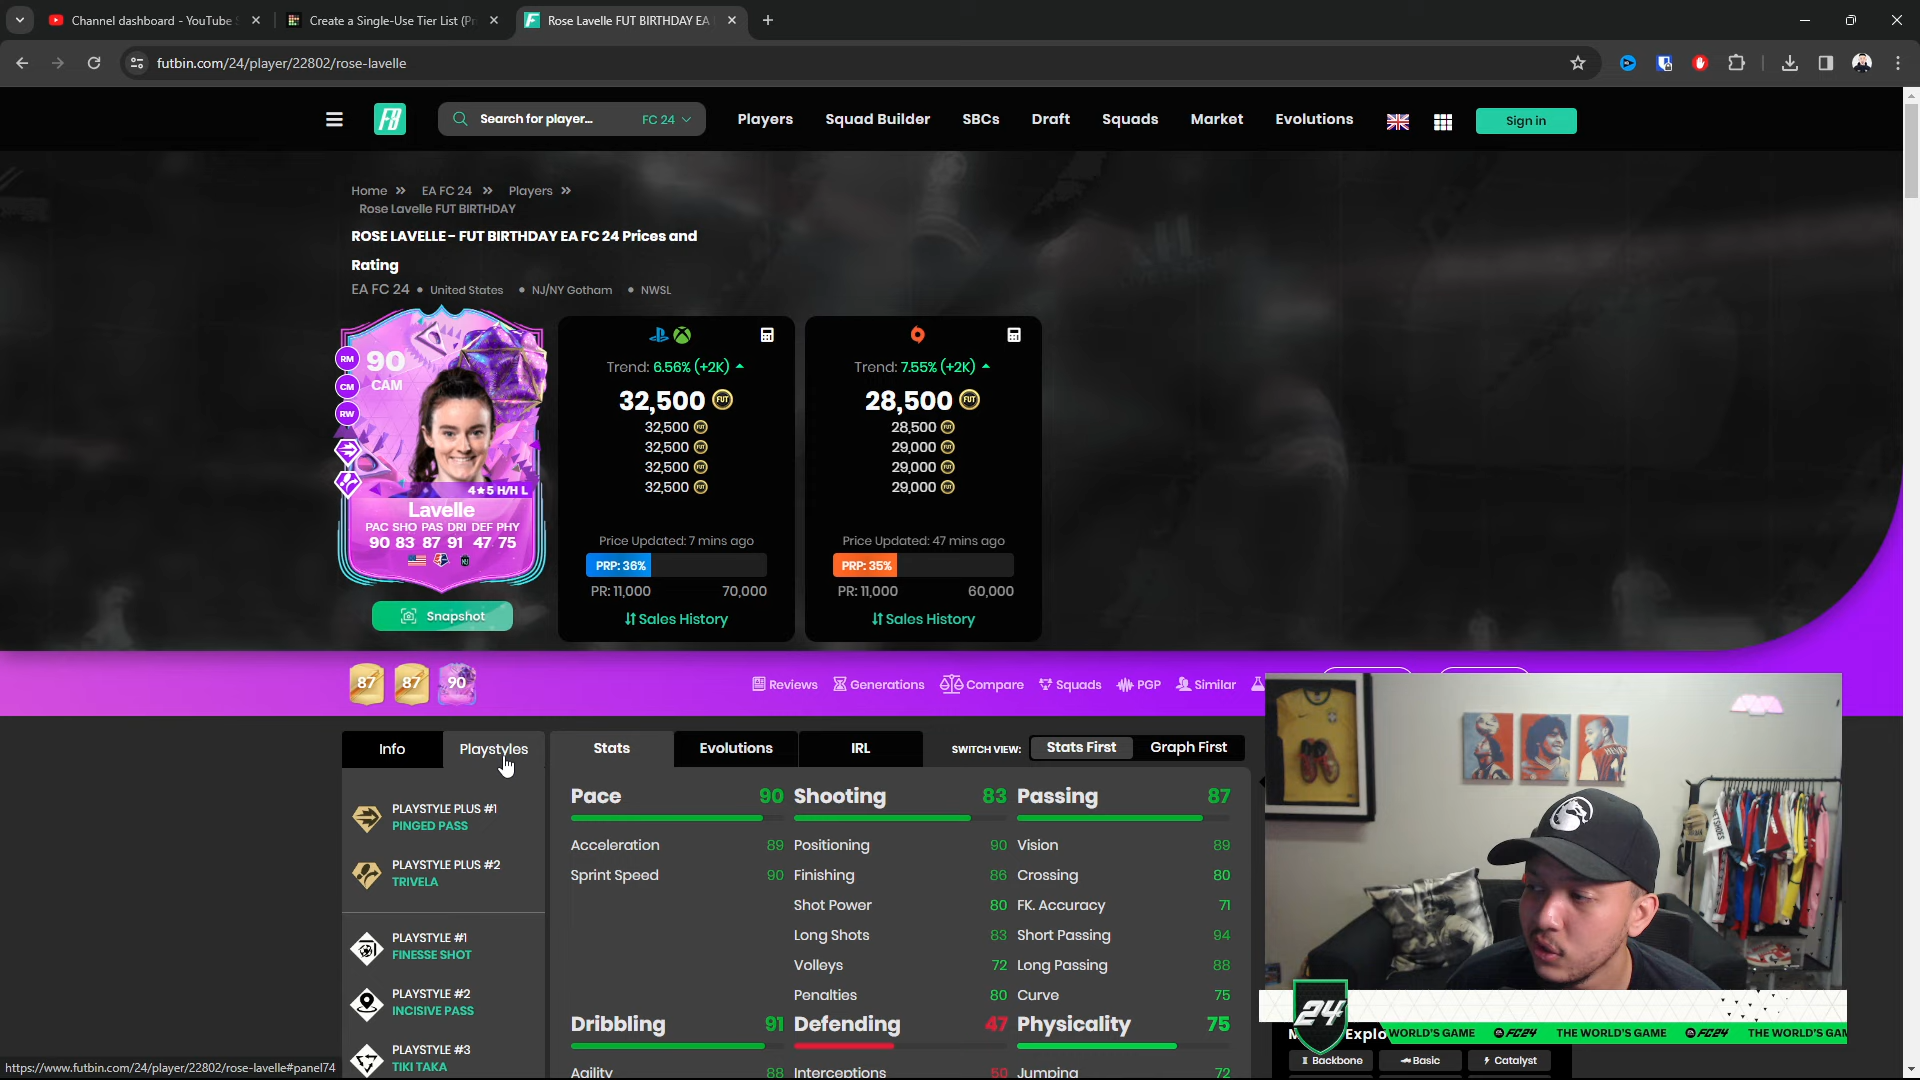 Channel dashboard - YouTube
Create a Single-Use Tier List (Pr
Rose Lavelle FUT BIRTHDAY EA
futbin.com/24/player/22802/rose-lavelle
FB
Search for player...
FC 24
Players
Squad Builder
SBCs
Draft
Squads
Market
Evolutions
Sign in
Home
EA FC 24
Players
Rose Lavelle FUT BIRTHDAY
ROSE LAVELLE - FUT BIRTHDAY EA FC 24 Prices and
Rating
EA FC 24 • United States • NJ/NY Gotham • NWSL
RM
CM
RW
90
CAM
4★5 H/H L
Lavelle
PAC SHO PAS DRI DEF PHY
90 83 87 91 47 75
Snapshot
Trend: 6.56% (+2K)
32,500
32,500
32,500
32,500
32,500
Price Updated: 7 mins ago
PRP: 36%
PR: 11,000 70,000
Sales History
Trend: 7.55% (+2K)
28,500
28,500
29,000
29,000
29,000
Price Updated: 47 mins ago
PRP: 35%
PR: 11,000 60,000
Sales History
87
87
90
Reviews
Generations
Compare
Squads
PGP
Similar
Info
Playstyles
PLAYSTYLE PLUS #1
PINGED PASS
PLAYSTYLE PLUS #2
TRIVELA
PLAYSTYLE #1
FINESSE SHOT
PLAYSTYLE #2
INCISIVE PASS
PLAYSTYLE #3
TIKI TAKA
Stats
Evolutions
IRL
SWITCH VIEW:
Stats First
Graph First
Pace 90
Acceleration 89
Sprint Speed 90
Shooting 83
Positioning 90
Finishing 86
Shot Power 80
Long Shots 83
Volleys 72
Penalties 80
Passing 87
Vision 89
Crossing 80
FK. Accuracy 71
Short Passing 94
Long Passing 88
Curve 75
Dribbling 91
Agility 88
Defending 47
Interceptions 50
Physicality 75
Jumping 72
HENRY
24
Explo
WORLD'S GAME
FC24
THE WORLD'S GAME
FC24
THE WORLD'S GAM
Backbone
Basic
Catalyst
https://www.futbin.com/24/player/22802/rose-lavelle#panel74